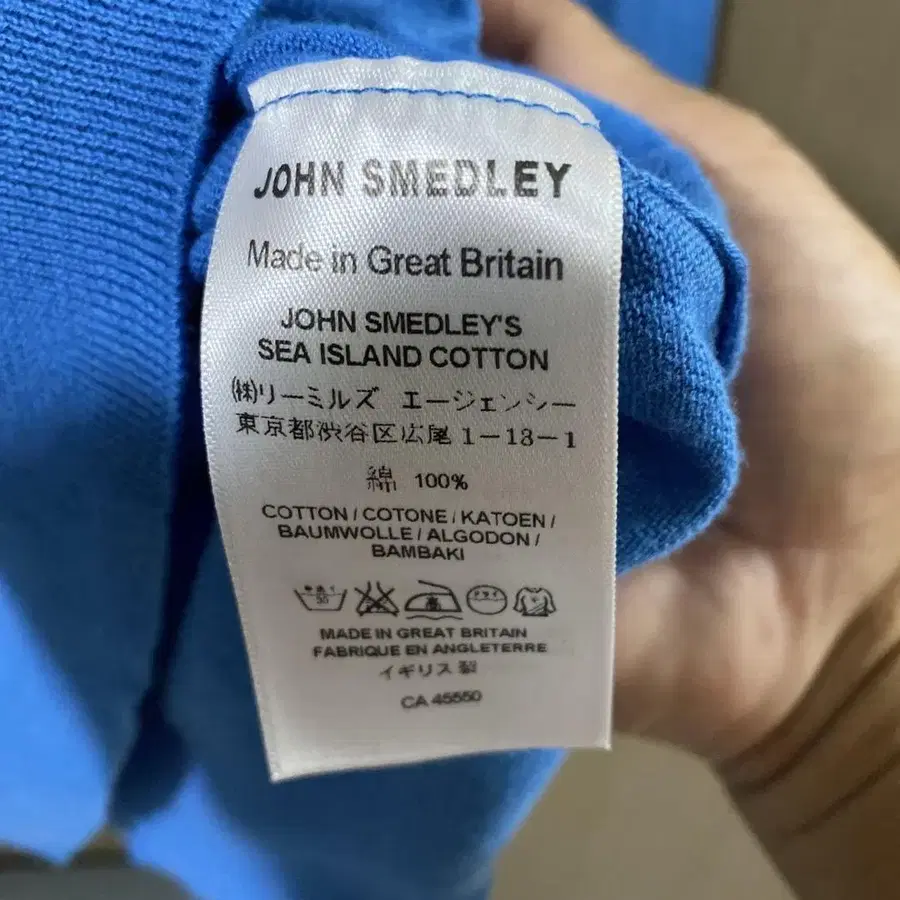 JOHN SMEDLEY
Made in Great Britain
JOHN SMEDLEY'S
SEA ISLAND COTTON
㈱リーミルズ エージェンシー
東京都渋谷区広尾1-13-1
綿 100%
COTTON / COTONE / KATOEN /
BAUMWOLLE / ALGODON /
BAMBAKI
ドライ
MADE IN GREAT BRITAIN
FABRIQUE EN ANGLETERRE
イギリス製
CA 45550